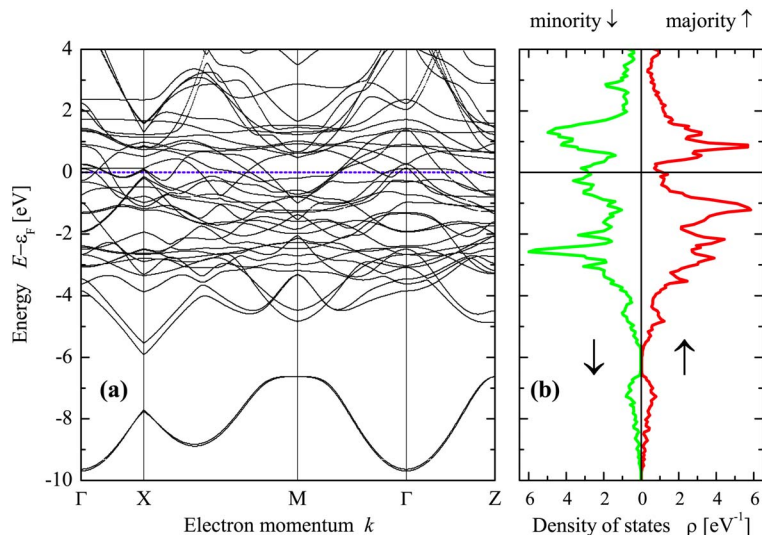 minority ↓ majority ↑
4
2
0
-2
-4
-6
-8
-10
Energy E−εF [eV]
(a)
(b)
↓ ↑
Γ X M Γ Z
6 4 2 0 2 4 6
Electron momentum k
Density of states ρ [eV⁻¹]